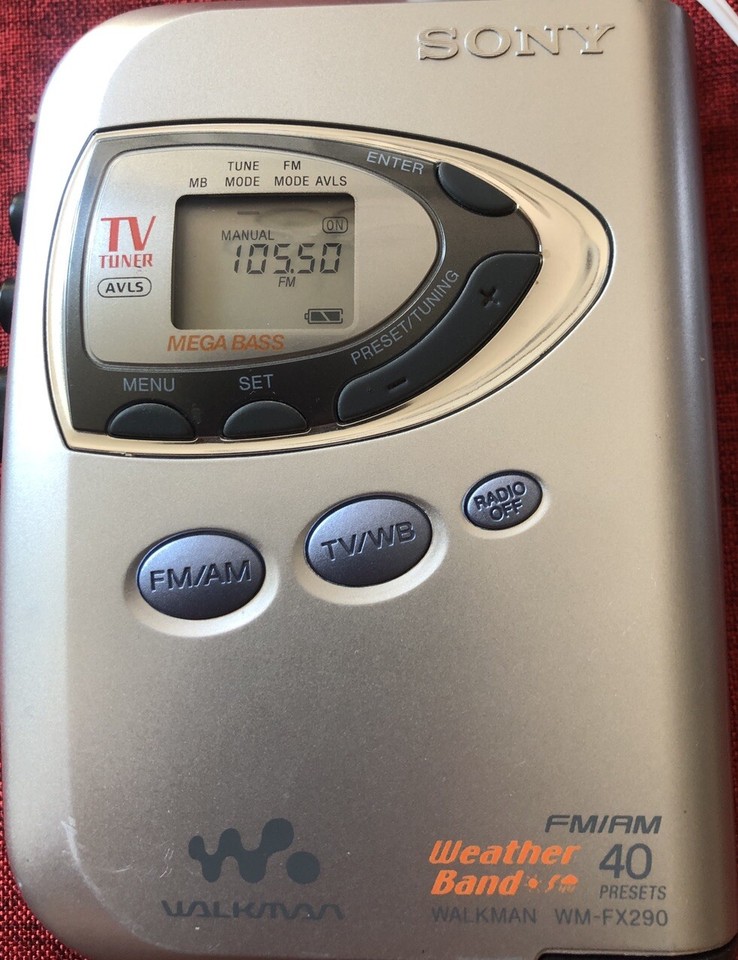 SONY
ENTER
TUNE FM
MB MODE MODE AVLS
TV
TUNER
AVLS
MANUAL
ON
105.50
FM
MEGA BASS
PRESET/TUNING
+
-
MENU SET
RADIO
OFF
TV/WB
FM/AM
FM/AM
Weather
Band
40
PRESETS
WALKMAN
WALKMAN WM-FX290